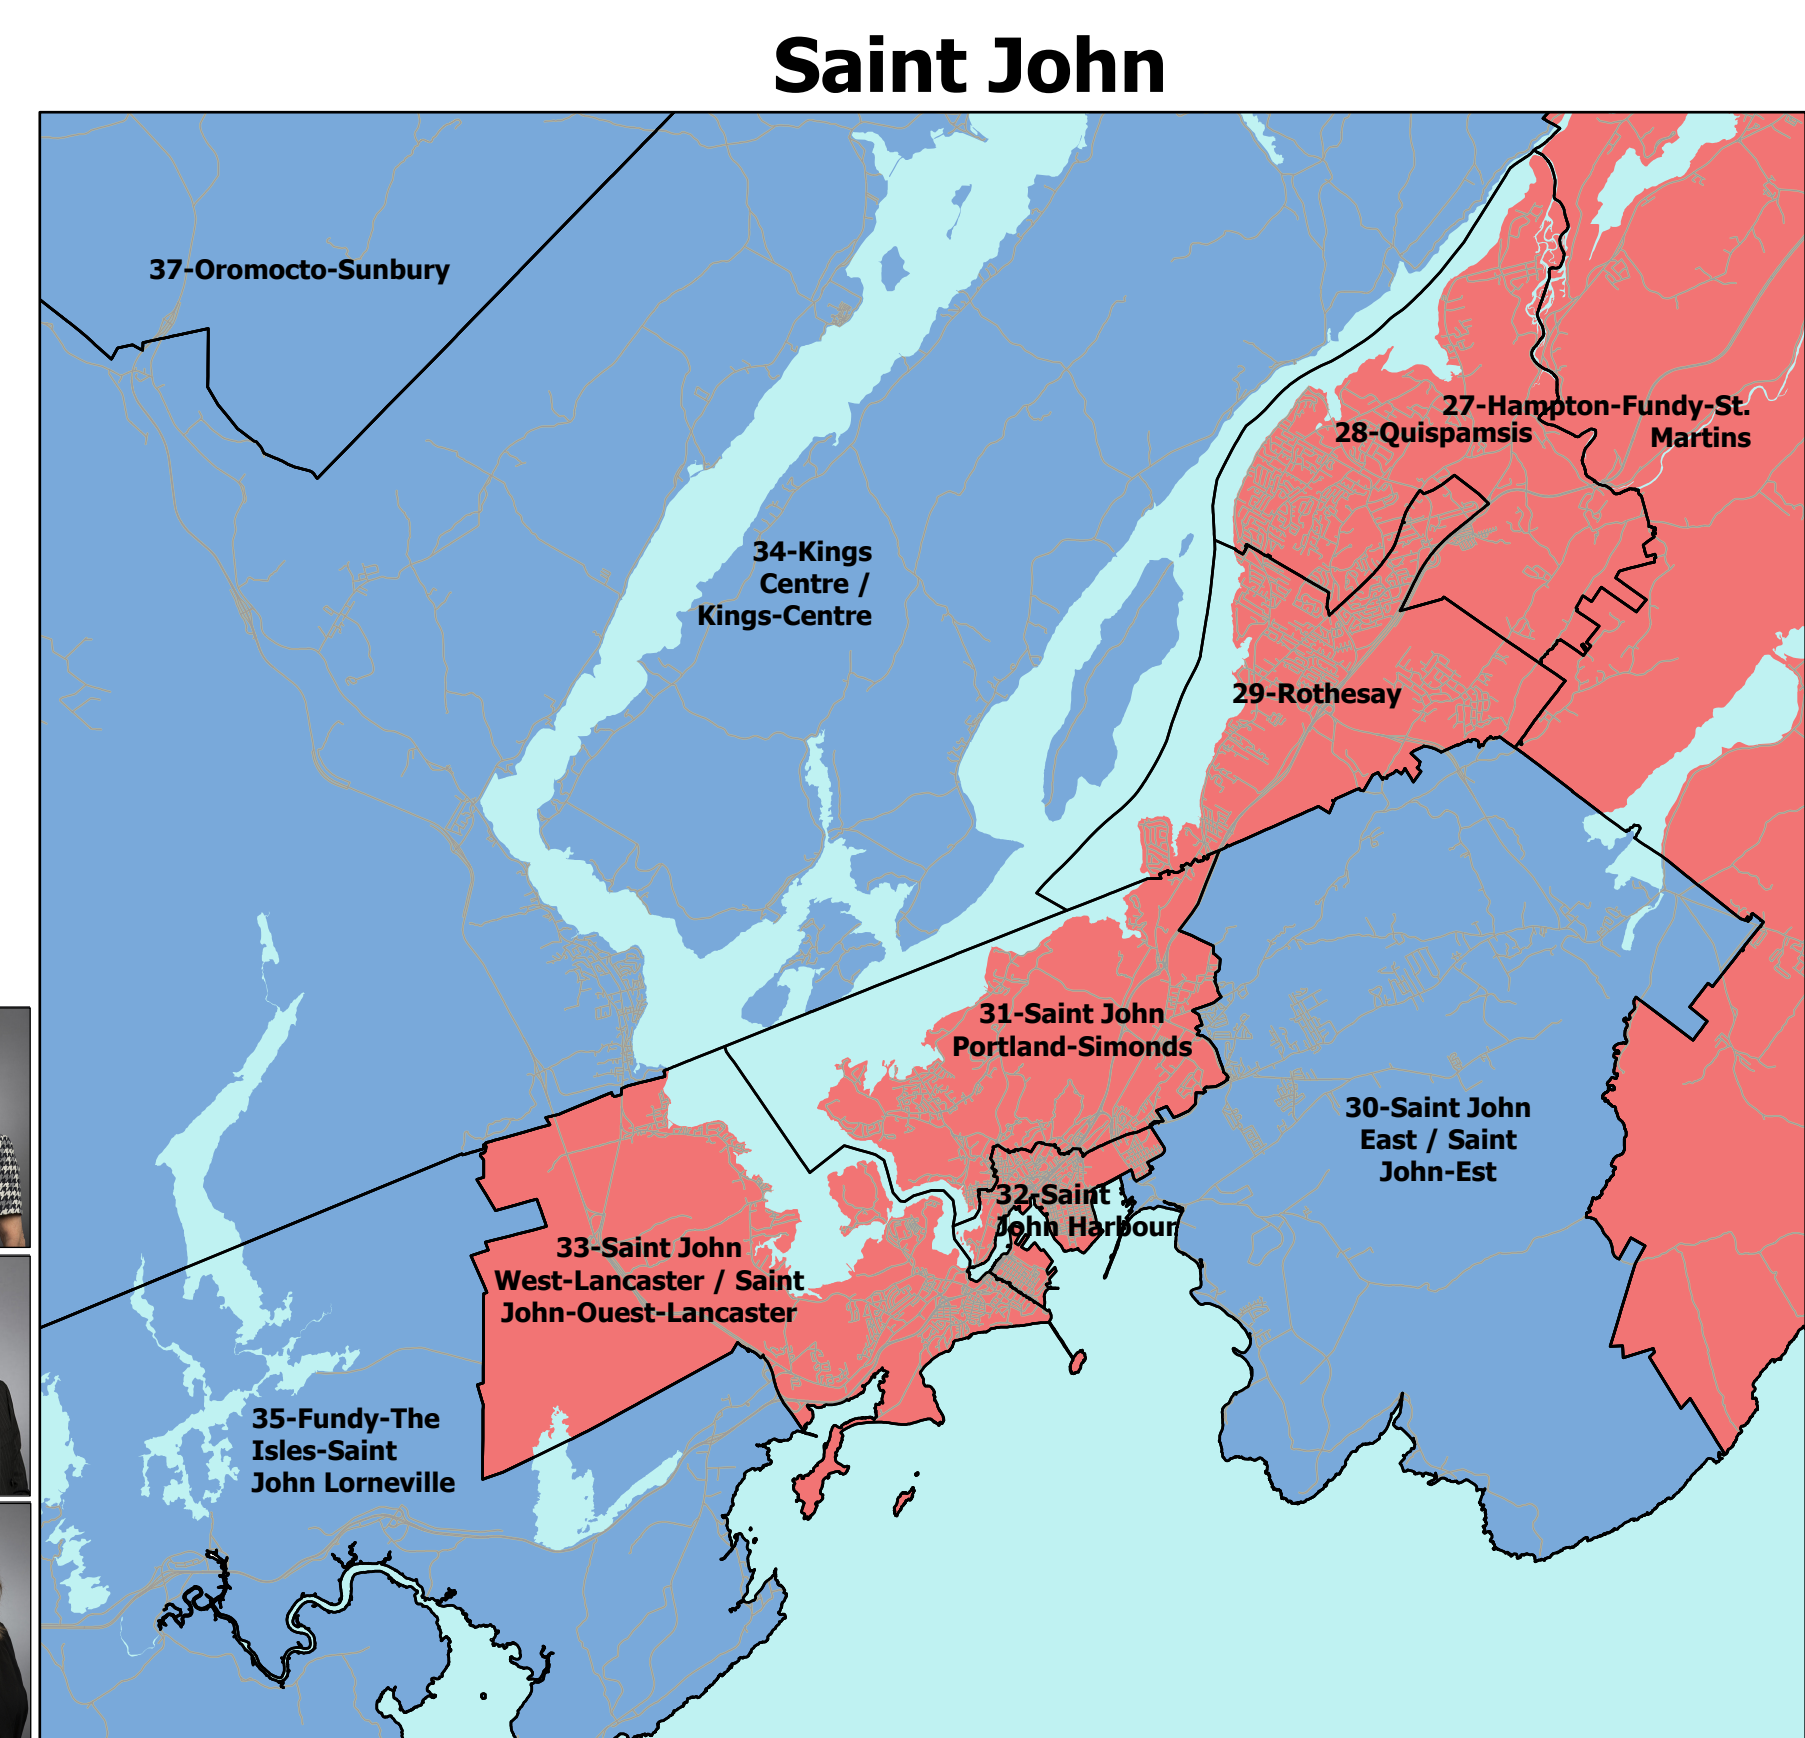 Saint John
37-Oromocto-Sunbury
27-Hampton-Fundy-St.
Martins
28-Quispamsis
34-Kings
Centre /
Kings-Centre
29-Rothesay
31-Saint John
Portland-Simonds
30-Saint John
East / Saint
John-Est
32-Saint
John Harbour
33-Saint John
West-Lancaster / Saint
John-Ouest-Lancaster
35-Fundy-The
Isles-Saint
John Lorneville